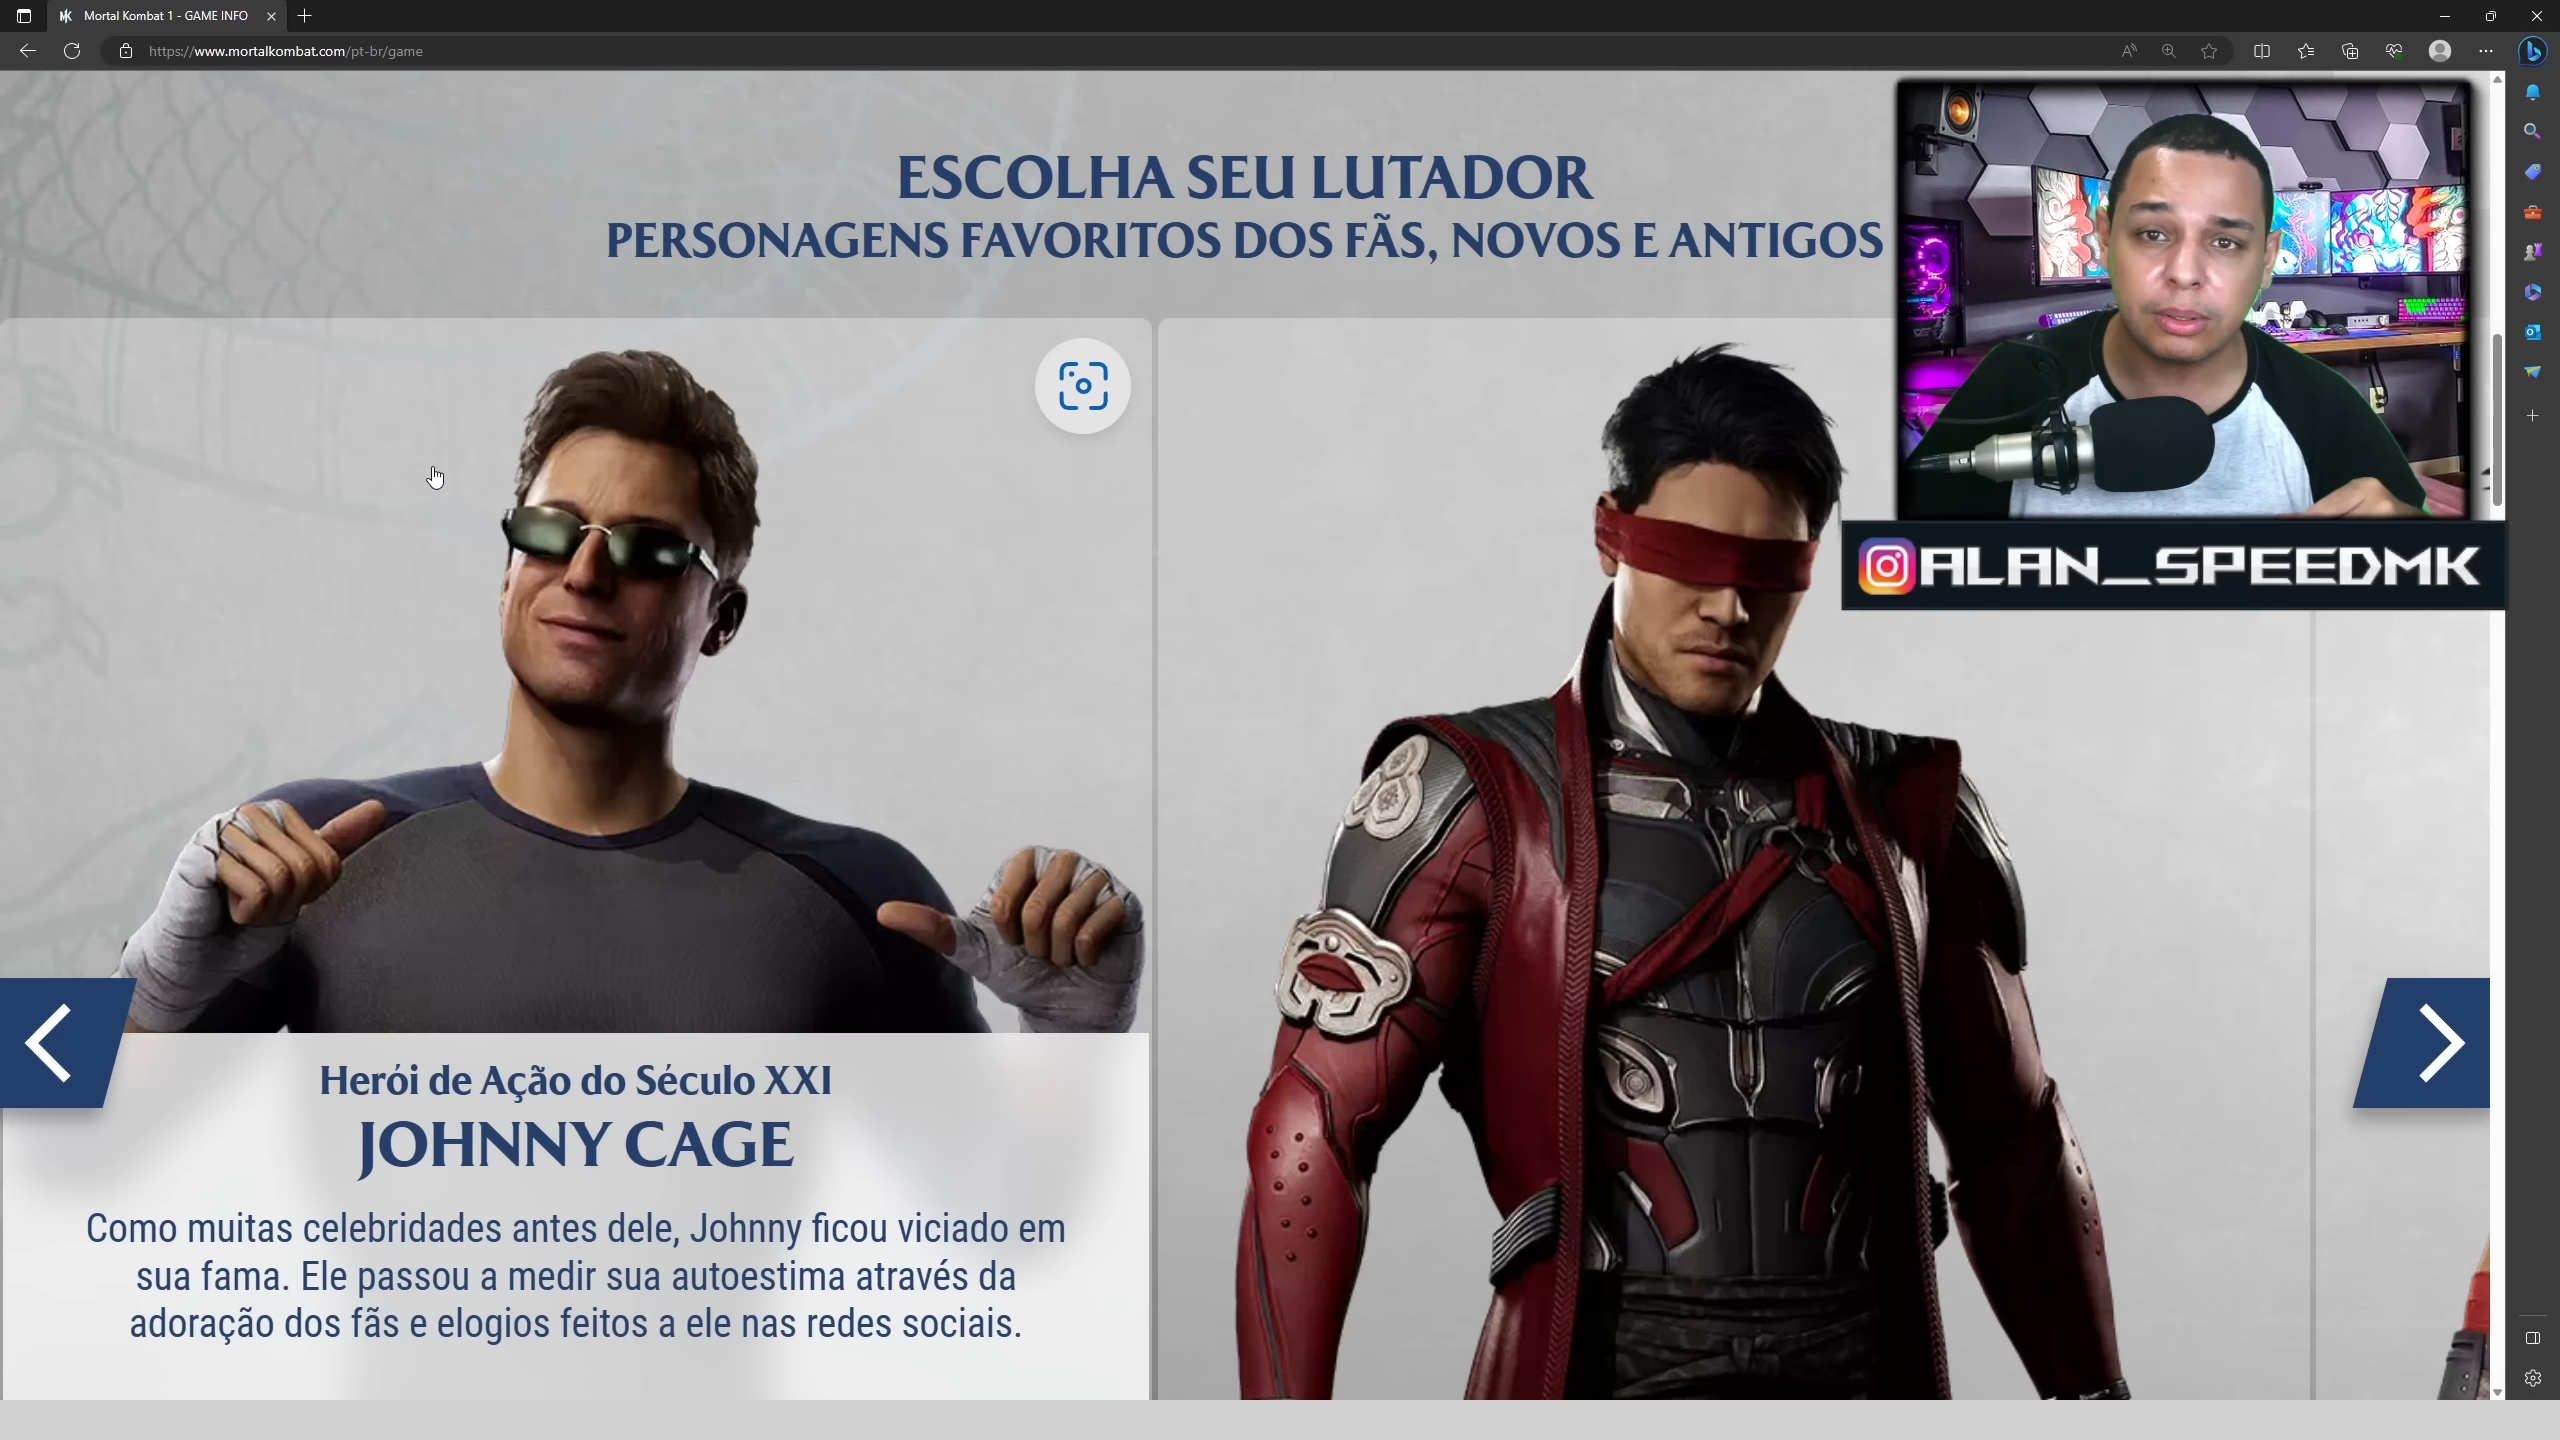 Mortal Kombat 1 - GAME INFO
https://www.mortalkombat.com/pt-br/game
ESCOLHA SEU LUTADOR
PERSONAGENS FAVORITOS DOS FÃS, NOVOS E ANTIGOS
ALAN_SPEEDMK
Herói de Ação do Século XXI
JOHNNY CAGE
Como muitas celebridades antes dele, Johnny ficou viciado em
sua fama. Ele passou a medir sua autoestima através da
adoração dos fãs e elogios feitos a ele nas redes sociais.